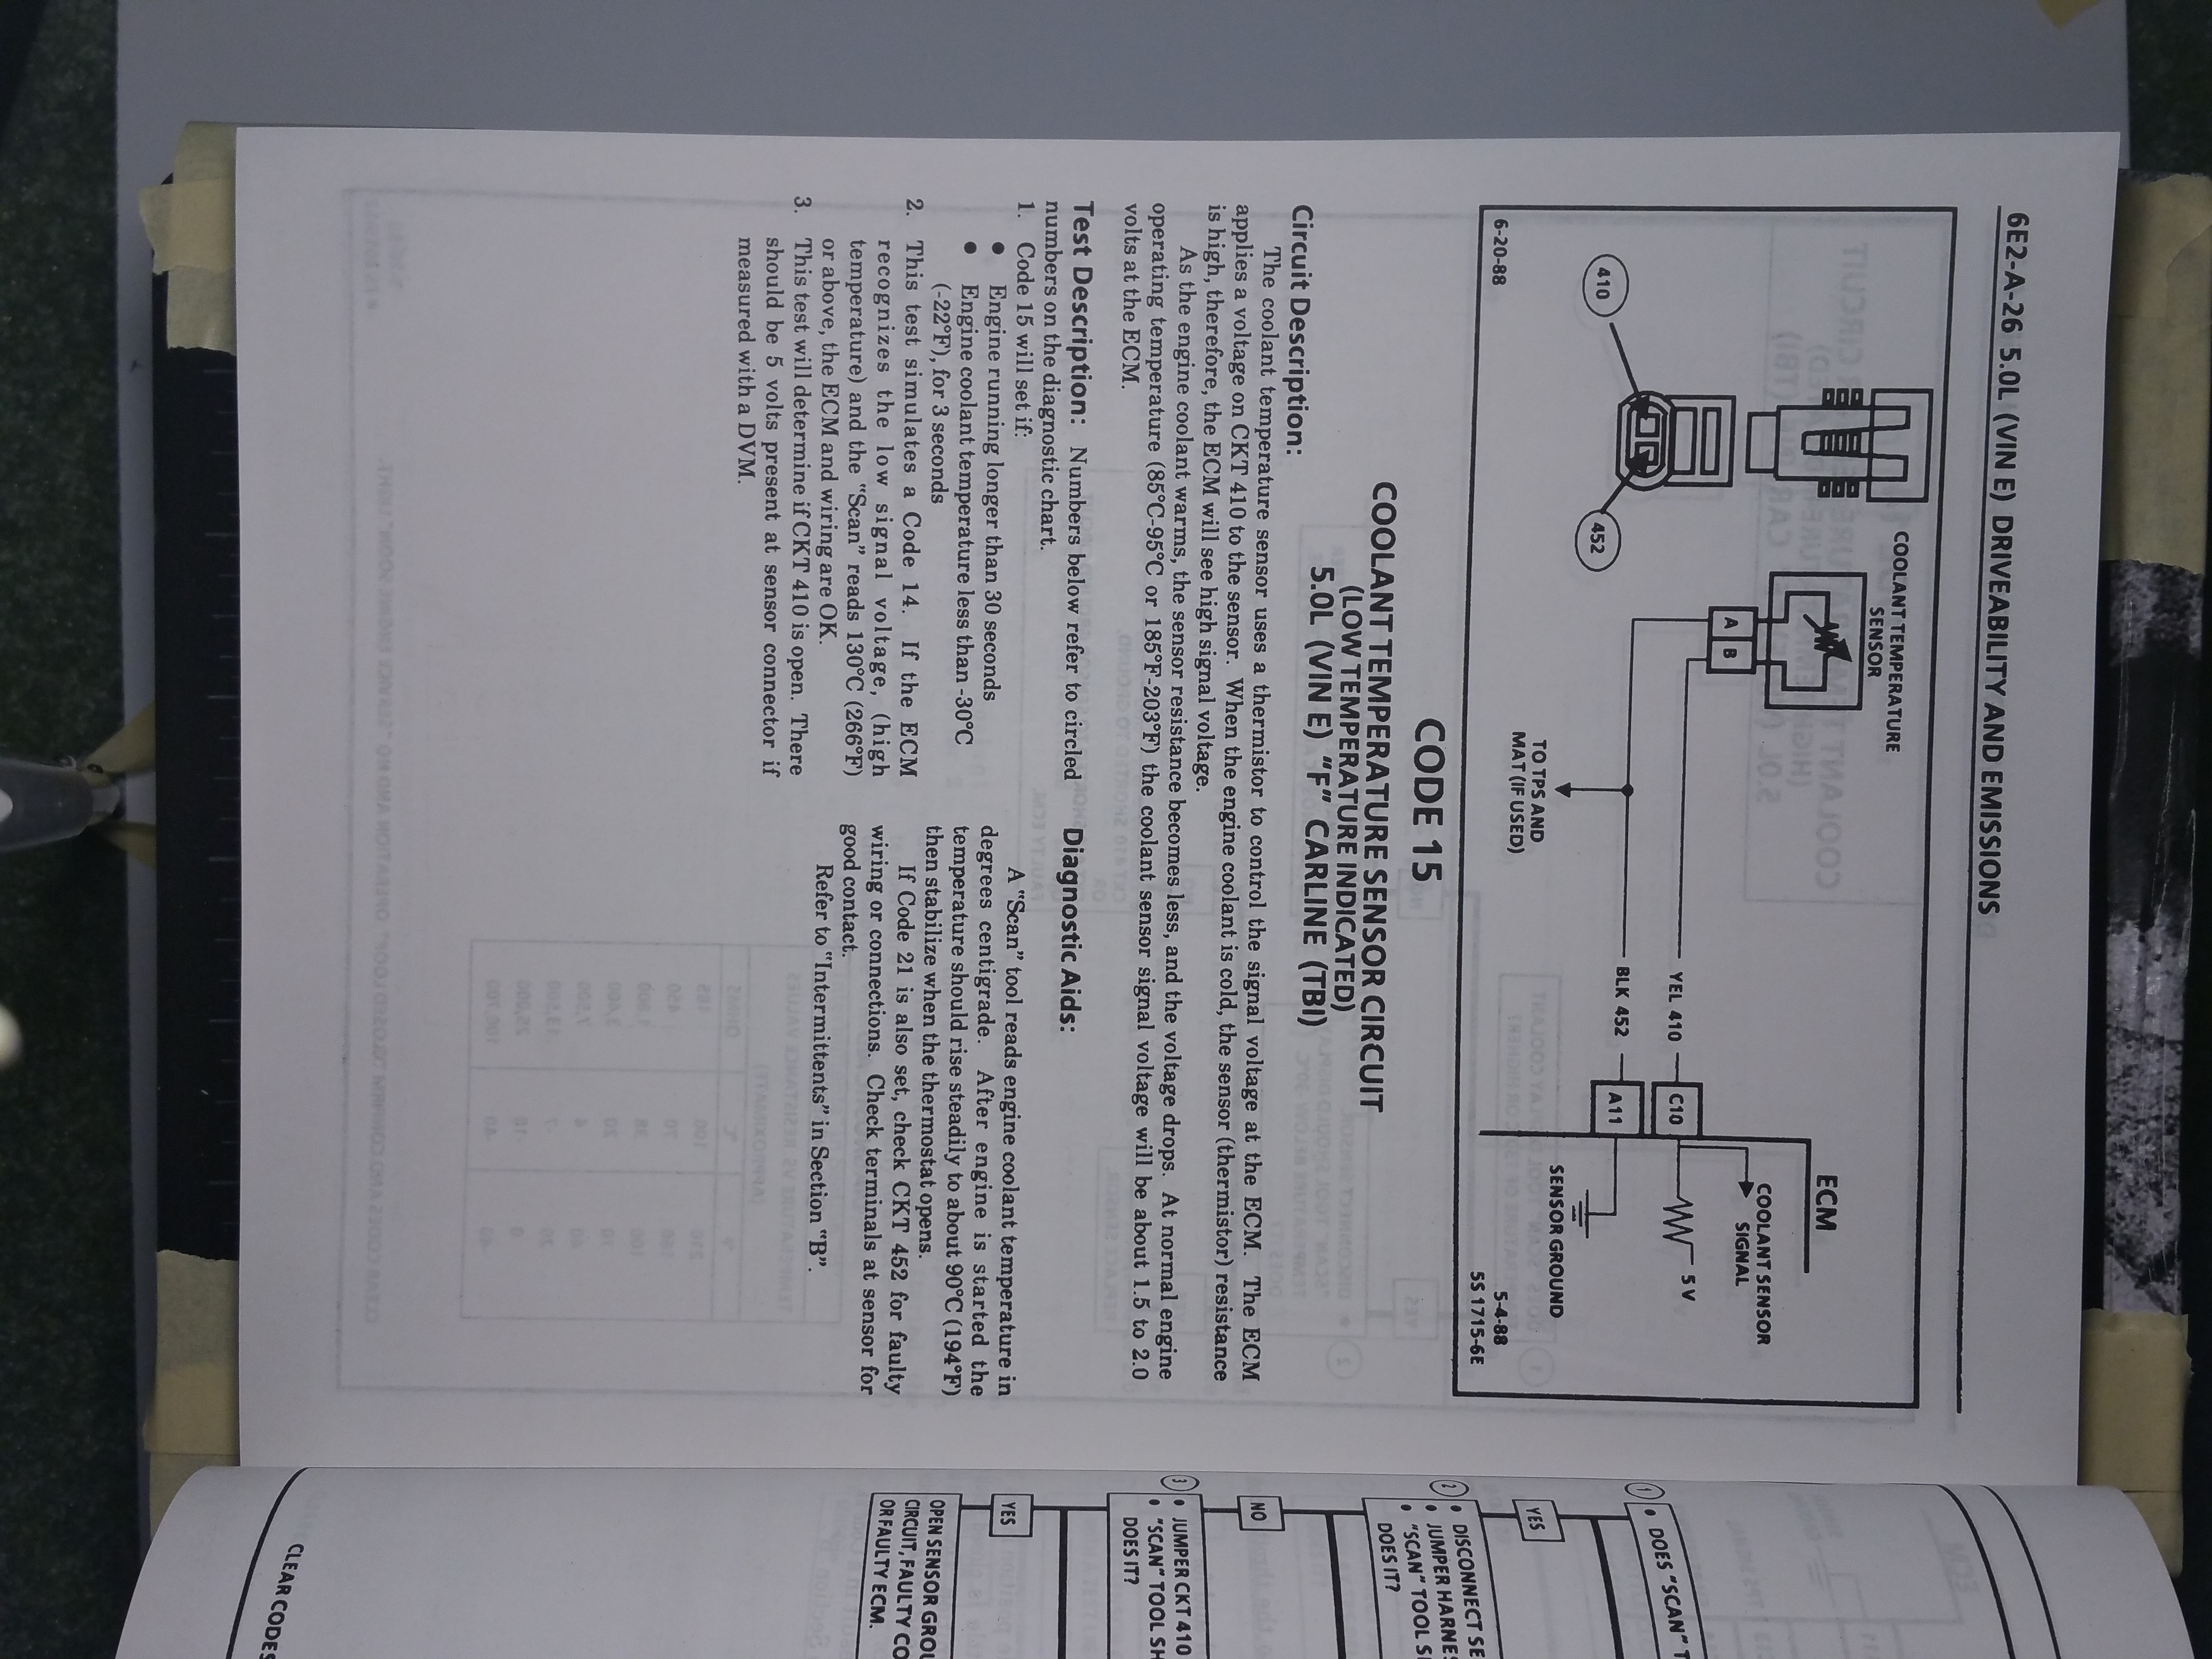 6E2-A-26 5.0L (VIN E) DRIVEABILITY AND EMISSIONS
COOLANT TEMPERATURE
SENSOR
410
452
A B
TO TPS AND
MAT (IF USED)
YEL 410
BLK 452
C10
A11
ECM
COOLANT SENSOR
SIGNAL
5V
SENSOR GROUND
6-20-88
5-4-88
5S 1715-6E
CODE 15
COOLANT TEMPERATURE SENSOR CIRCUIT
(LOW TEMPERATURE INDICATED)
5.0L (VIN E) "F" CARLINE (TBI)
Circuit Description:
The coolant temperature sensor uses a thermistor to control the signal voltage at the ECM. The ECM
applies a voltage on CKT 410 to the sensor. When the engine coolant is cold, the sensor (thermistor) resistance
is high, therefore, the ECM will see high signal voltage.
As the engine coolant warms, the sensor resistance becomes less, and the voltage drops. At normal engine
operating temperature (85°C-95°C or 185°F-203°F) the coolant sensor signal voltage will be about 1.5 to 2.0
volts at the ECM.
Test Description: Numbers below refer to circled
numbers on the diagnostic chart.
1. Code 15 will set if:
● Engine running longer than 30 seconds
● Engine coolant temperature less than -30°C
(-22°F), for 3 seconds
2. This test simulates a Code 14. If the ECM
recognizes the low signal voltage, (high
temperature) and the "Scan" reads 130°C (266°F)
or above, the ECM and wiring are OK.
3. This test will determine if CKT 410 is open. There
should be 5 volts present at sensor connector if
measured with a DVM.
Diagnostic Aids:
A "Scan" tool reads engine coolant temperature in
degrees centigrade. After engine is started the
temperature should rise steadily to about 90°C (194°F)
then stabilize when the thermostat opens.
If Code 21 is also set, check CKT 452 for faulty
wiring or connections. Check terminals at sensor for
good contact.
Refer to "Intermittents" in Section "B".
1 • DOES "SCAN" T
YES
2 • DISCONNECT SE
• JUMPER HARNES
• "SCAN" TOOL S
DOES IT?
NO
3 • JUMPER CKT 410
• "SCAN" TOOL SH
DOES IT?
YES
OPEN SENSOR GROU
CIRCUIT, FAULTY CO
OR FAULTY ECM.
CLEAR CODES